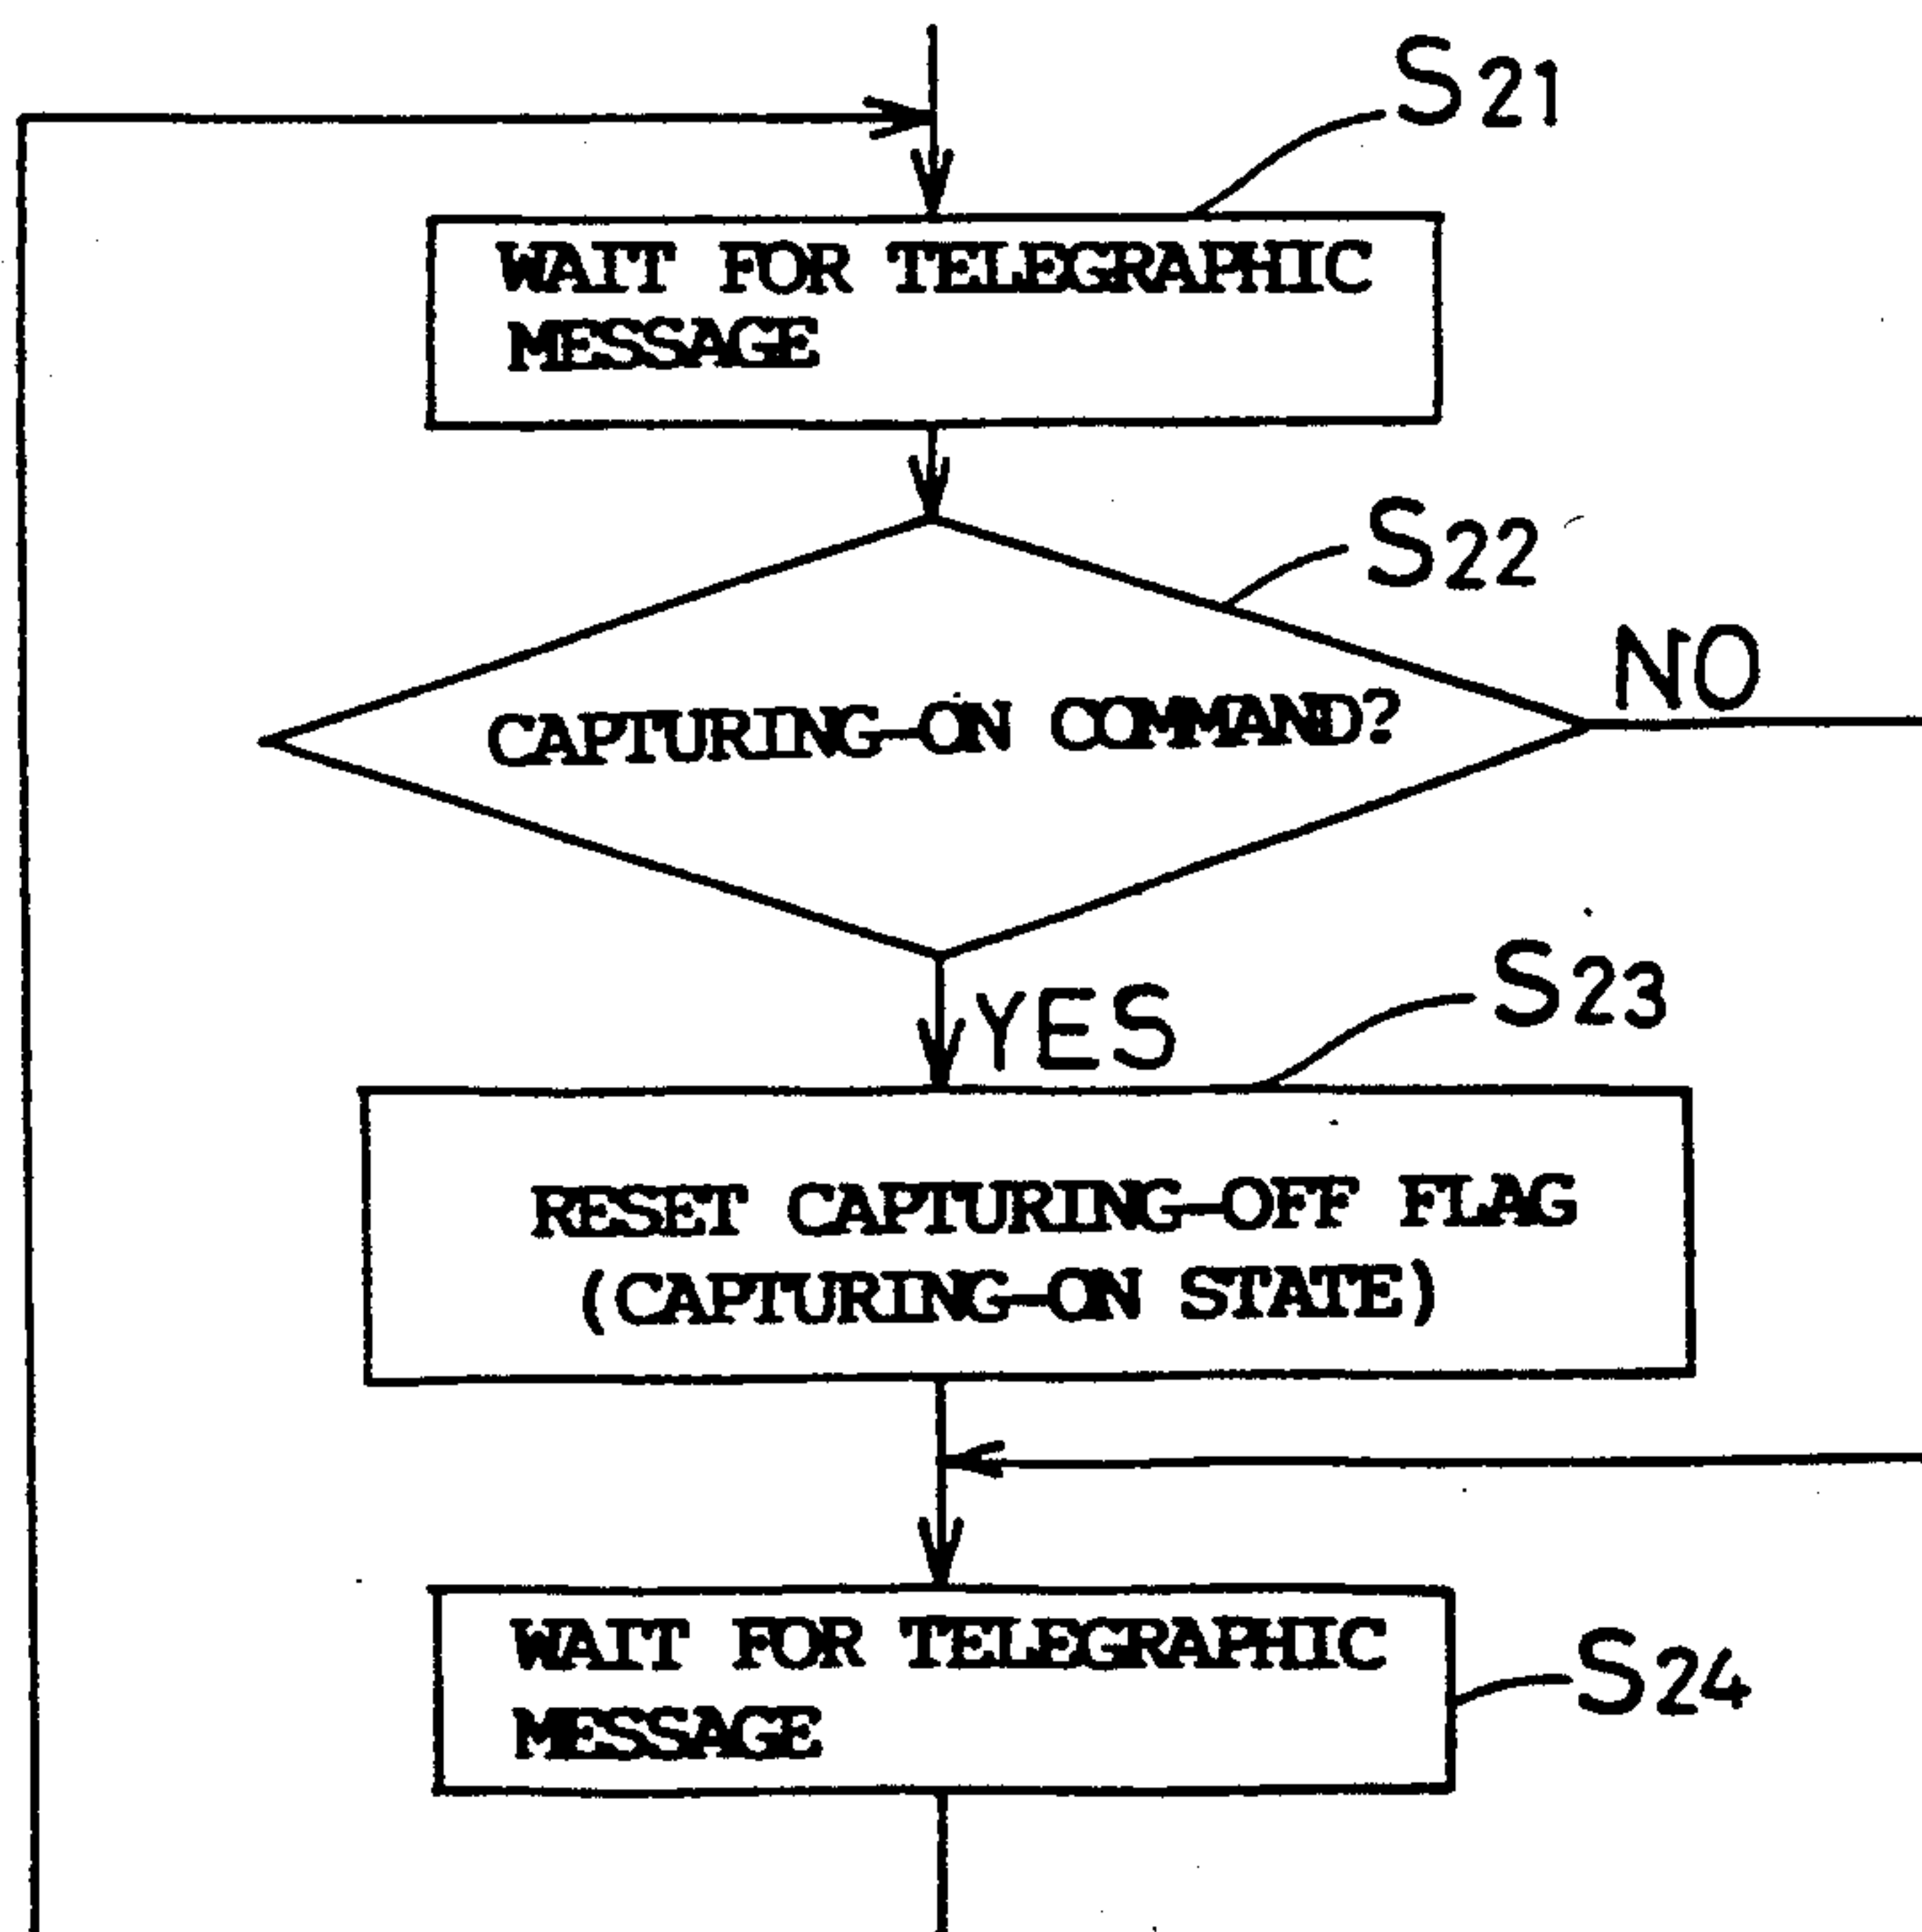 S21
WAIT FOR TELEGRAPHIC
MESSAGE
S22
NO
CAPTURING-ON COMMAND?
YES
S23
RESET CAPTURING-OFF FLAG
(CAPTURING-ON STATE)
WAIT FOR TELEGRAPHIC
MESSAGE
S24